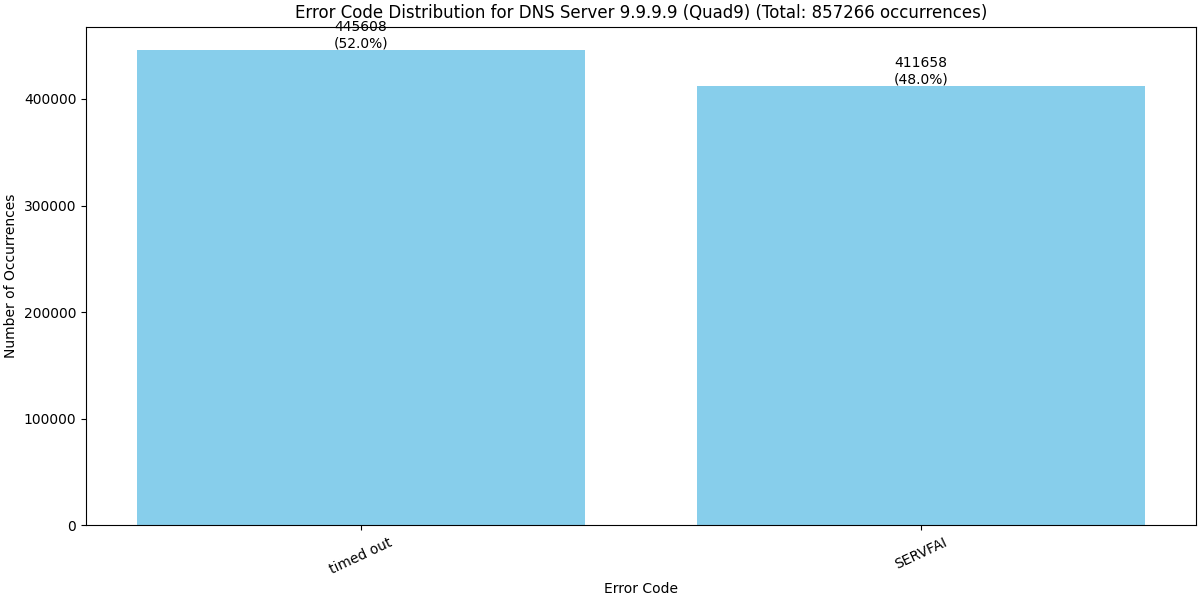 Error Code Distribution for DNS Server 9.9.9.9 (Quad9) (Total: 857266 occurrences)
445608
(52.0%)
411658
(48.0%)
400000
300000
200000
100000
0
Number of Occurrences
timed out
SERVFAI
Error Code